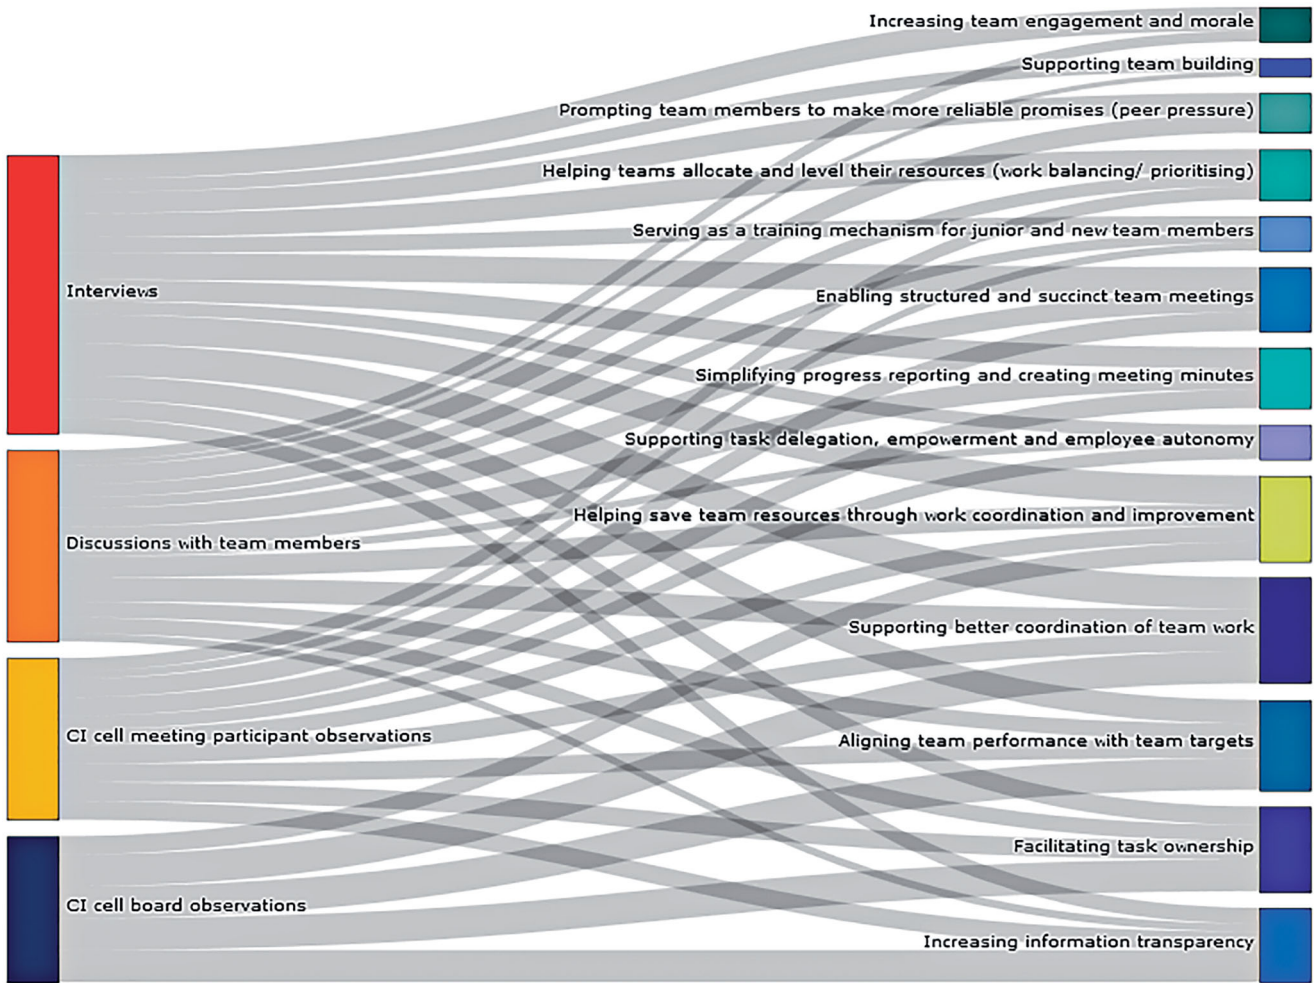 Increasing team engagement and morale
Supporting team building
Prompting team members to make more reliable promises (peer pressure)
Helping teams allocate and level their resources (work balancing/ prioritising)
Serving as a training mechanism for junior and new team members
Interviews
Enabling structured and succinct team meetings
Simplifying progress reporting and creating meeting minutes
Supporting task delegation, empowerment and employee autonomy
Helping save team resources through work coordination and improvement
Discussions with team members
Supporting better coordination of team work
CI cell meeting participant observations
Aligning team performance with team targets
Facilitating task ownership
CI cell board observations
Increasing information transparency